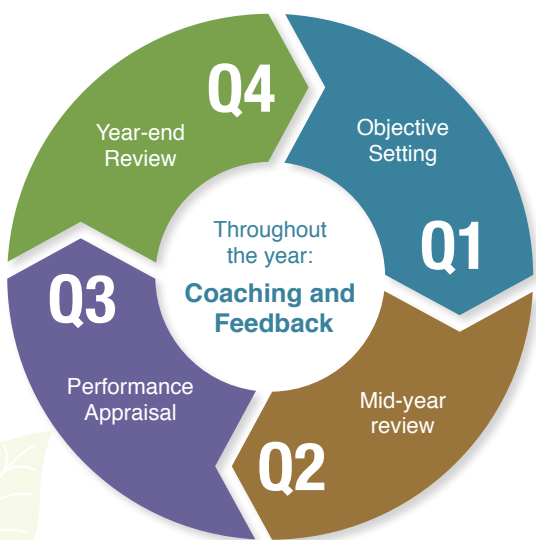 Q4
Year-end
Review
Objective
Setting
Q1
Throughout
the year:
Coaching and
Feedback
Q3
Performance
Appraisal
Mid-year
review
Q2